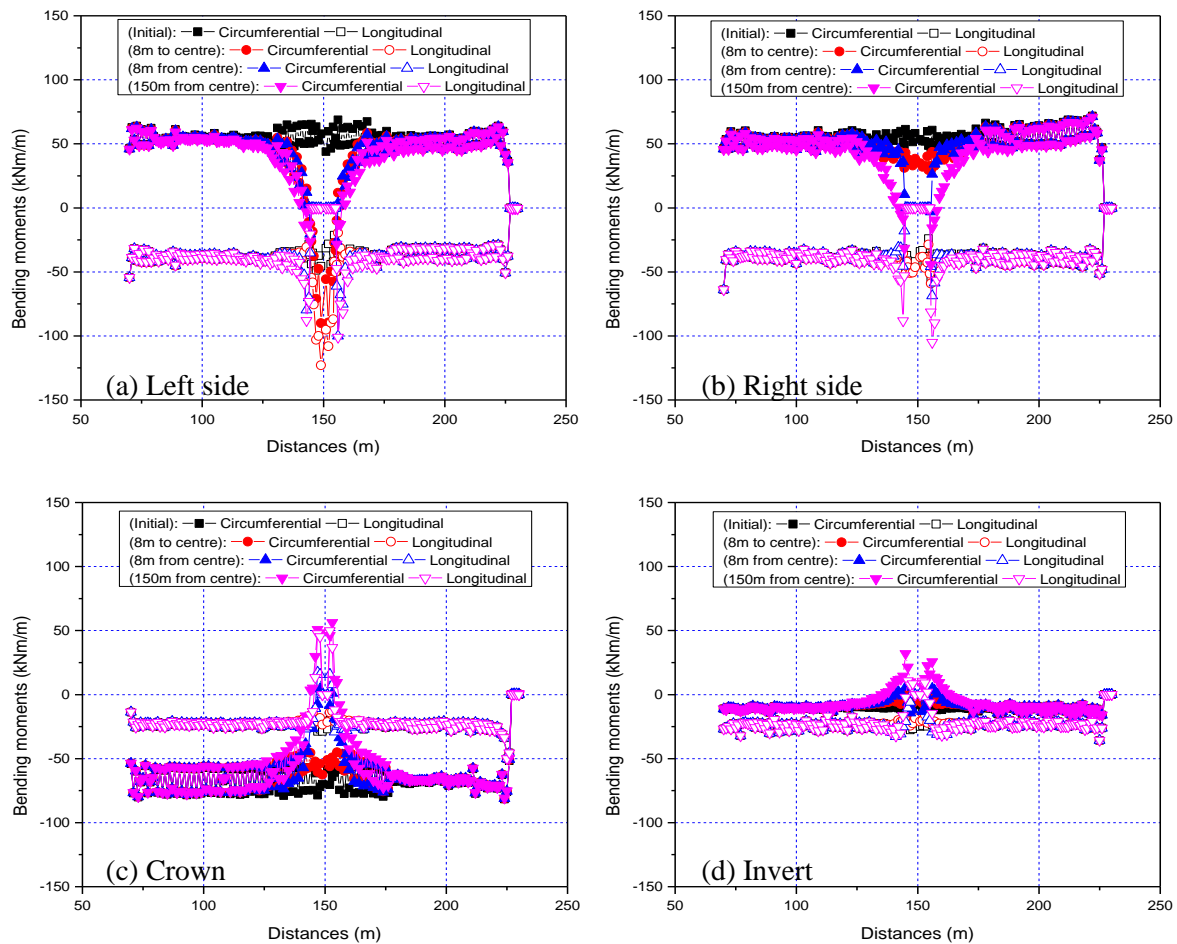 (Initial): Circumferential Longitudinal
(8m to centre): Circumferential Longitudinal
(8m from centre): Circumferential Longitudinal
(150m from centre): Circumferential Longitudinal
150
100
50
0
-50
-100
-150
Bending moments (kNm/m)
(a) Left side
50 100 150 200 250
Distances (m)
(Initial): Circumferential Longitudinal
(8m to centre): Circumferential Longitudinal
(8m from centre): Circumferential Longitudinal
(150m from centre): Circumferential Longitudinal
150
100
50
0
-50
-100
-150
Bending moments (kNm/m)
(b) Right side
50 100 150 200 250
Distances (m)
(Initial): Circumferential Longitudinal
(8m to centre): Circumferential Longitudinal
(8m from centre): Circumferential Longitudinal
(150m from centre): Circumferential Longitudinal
150
100
50
0
-50
-100
-150
Bending moments (kNm/m)
(c) Crown
50 100 150 200 250
Distances (m)
(Initial): Circumferential Longitudinal
(8m to centre): Circumferential Longitudinal
(8m from centre): Circumferential Longitudinal
(150m from centre): Circumferential Longitudinal
150
100
50
0
-50
-100
-150
Bending moments (kNm/m)
(d) Invert
50 100 150 200 250
Distances (m)